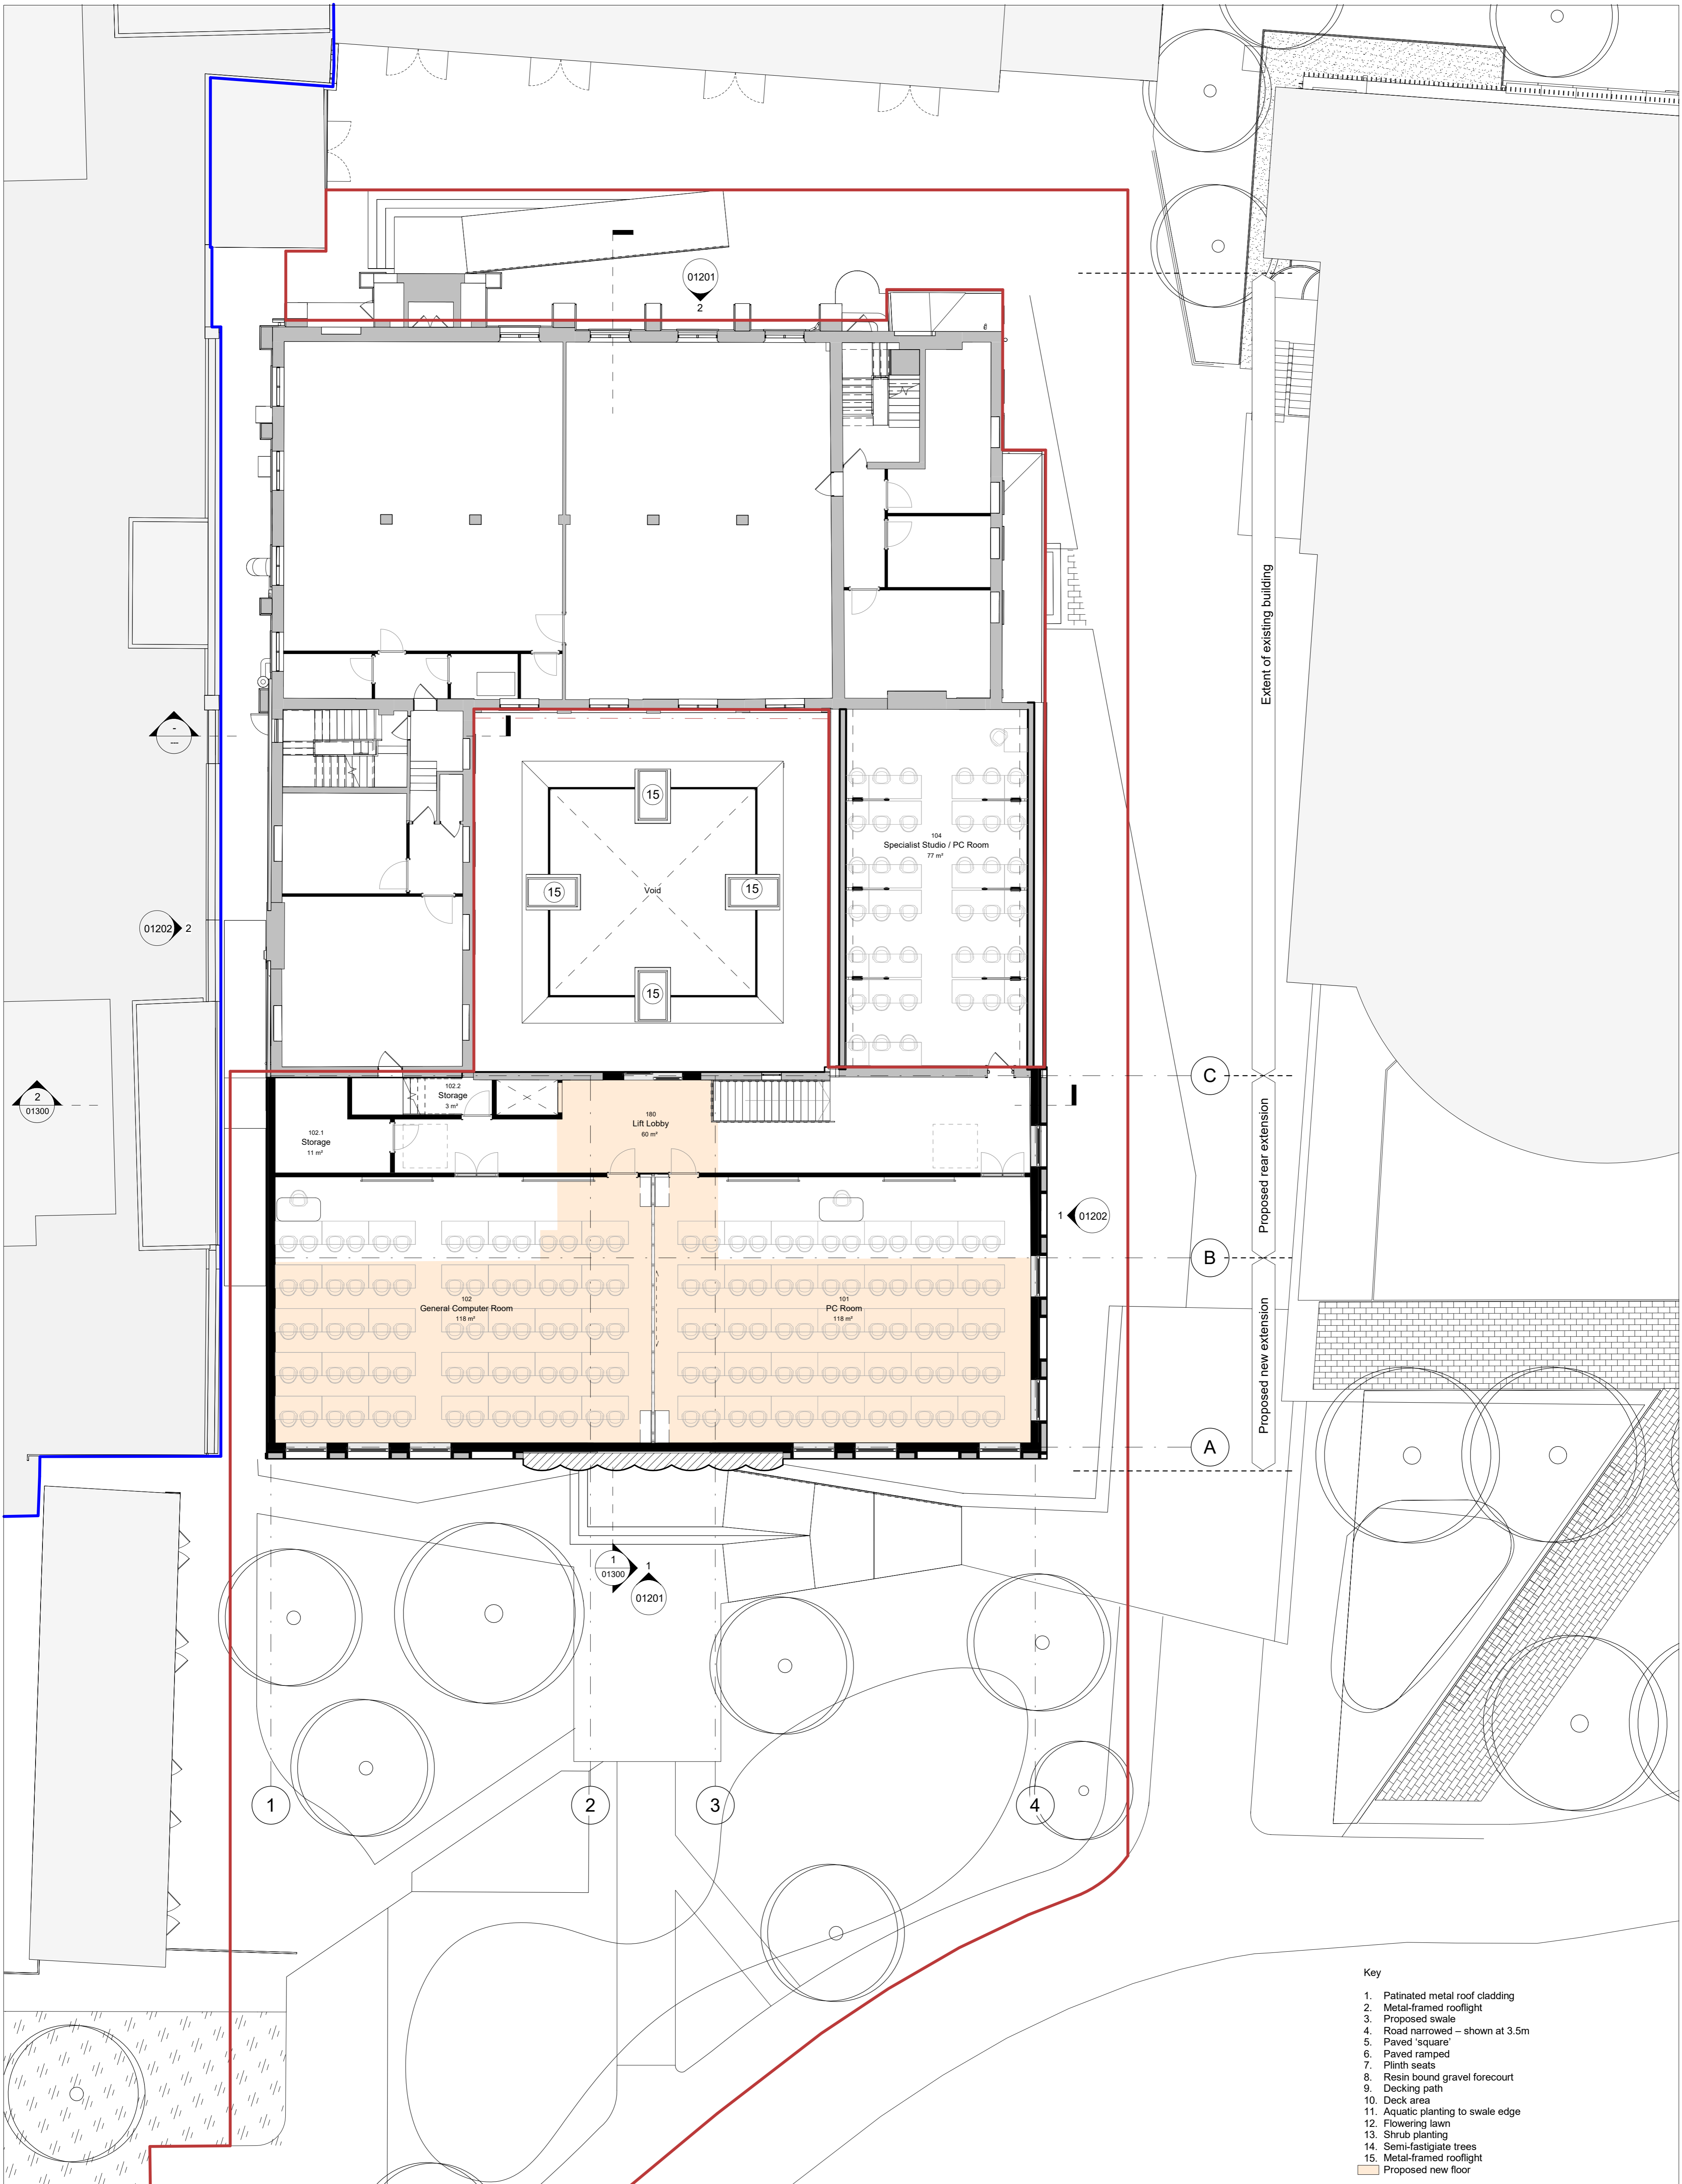 01201
2
Extent of existing building
-
---
15
15
Void
15
15
104
Specialist Studio / PC Room
77 m²
01202
2
2
01300
102.2
Storage
3 m²
102.1
Storage
11 m²
180
Lift Lobby
60 m²
C
Proposed rear extension
1
01202
B
102
General Computer Room
118 m²
101
PC Room
118 m²
Proposed new extension
A
1
01300
1
01201
1
2
3
4
Key
1. Patinated metal roof cladding
2. Metal-framed rooflight
3. Proposed swale
4. Road narrowed – shown at 3.5m
5. Paved ‘square’
6. Paved ramped
7. Plinth seats
8. Resin bound gravel forecourt
9. Decking path
10. Deck area
11. Aquatic planting to swale edge
12. Flowering lawn
13. Shrub planting
14. Semi-fastigiate trees
15. Metal-framed rooflight
Proposed new floor